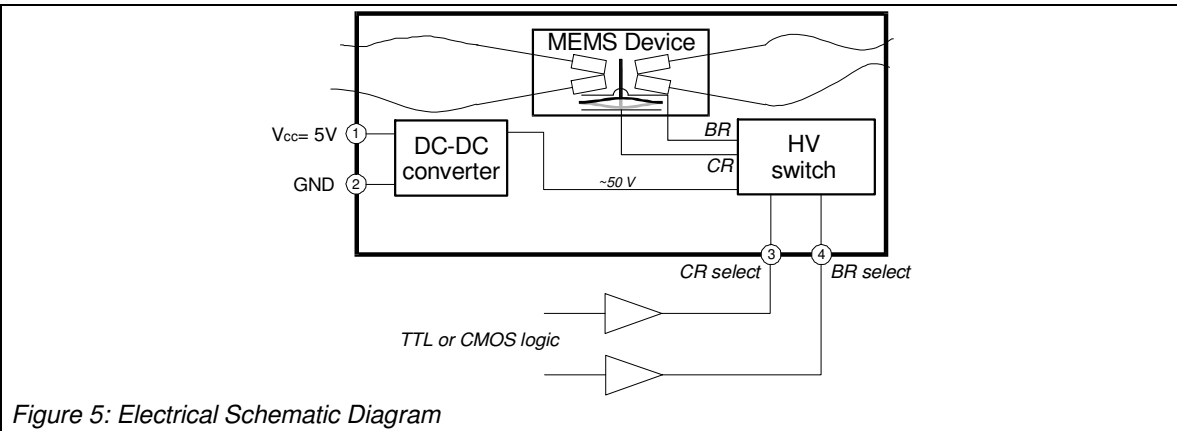 MEMS Device
BR
Vcc= 5V 1
DC-DC
converter
HV
switch
CR
GND 2
~50 V
3 4
CR select BR select
TTL or CMOS logic
Figure 5: Electrical Schematic Diagram